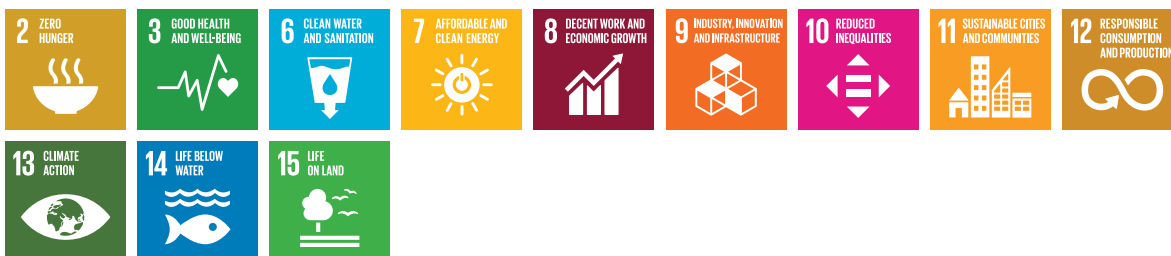 2 ZERO
HUNGER
3 GOOD HEALTH
AND WELL-BEING
6 CLEAN WATER
AND SANITATION
7 AFFORDABLE AND
CLEAN ENERGY
8 DECENT WORK AND
ECONOMIC GROWTH
9 INDUSTRY, INNOVATION
AND INFRASTRUCTURE
10 REDUCED
INEQUALITIES
11 SUSTAINABLE CITIES
AND COMMUNITIES
12 RESPONSIBLE
CONSUMPTION
AND PRODUCTION
13 CLIMATE
ACTION
14 LIFE BELOW
WATER
15 LIFE
ON LAND